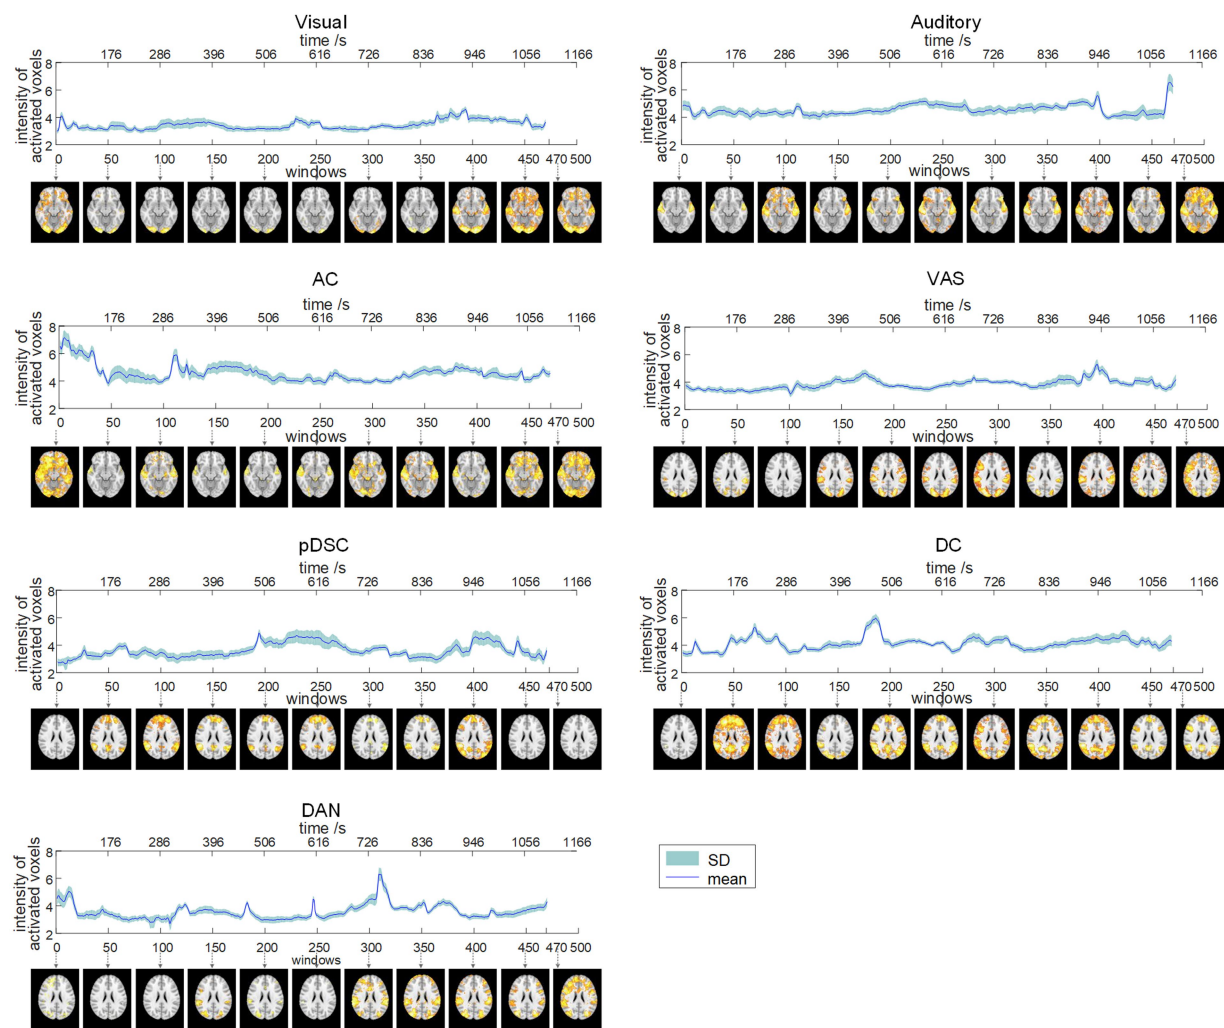 Visual
time /s
176 286 396 506 616 726 836 946 1056 1166
intensity of
activated voxels
8
6
4
2
0 50 100 150 200 250 300 350 400 450 470 500
windows
Auditory
time /s
176 286 396 506 616 726 836 946 1056 1166
intensity of
activated voxels
8
6
4
2
0 50 100 150 200 250 300 350 400 450 470 500
windows
AC
time /s
176 286 396 506 616 726 836 946 1056 1166
intensity of
activated voxels
8
6
4
2
0 50 100 150 200 250 300 350 400 450 470 500
windows
VAS
time /s
176 286 396 506 616 726 836 946 1056 1166
intensity of
activated voxels
8
6
4
2
0 50 100 150 200 250 300 350 400 450 470 500
windows
pDSC
time /s
176 286 396 506 616 726 836 946 1056 1166
intensity of
activated voxels
8
6
4
2
0 50 100 150 200 250 300 350 400 450 470 500
windows
DC
time /s
176 286 396 506 616 726 836 946 1056 1166
intensity of
activated voxels
8
6
4
2
0 50 100 150 200 250 300 350 400 450 470 500
windows
DAN
time /s
176 286 396 506 616 726 836 946 1056 1166
intensity of
activated voxels
8
6
4
2
0 50 100 150 200 250 300 350 400 450 470 500
windows
SD
mean